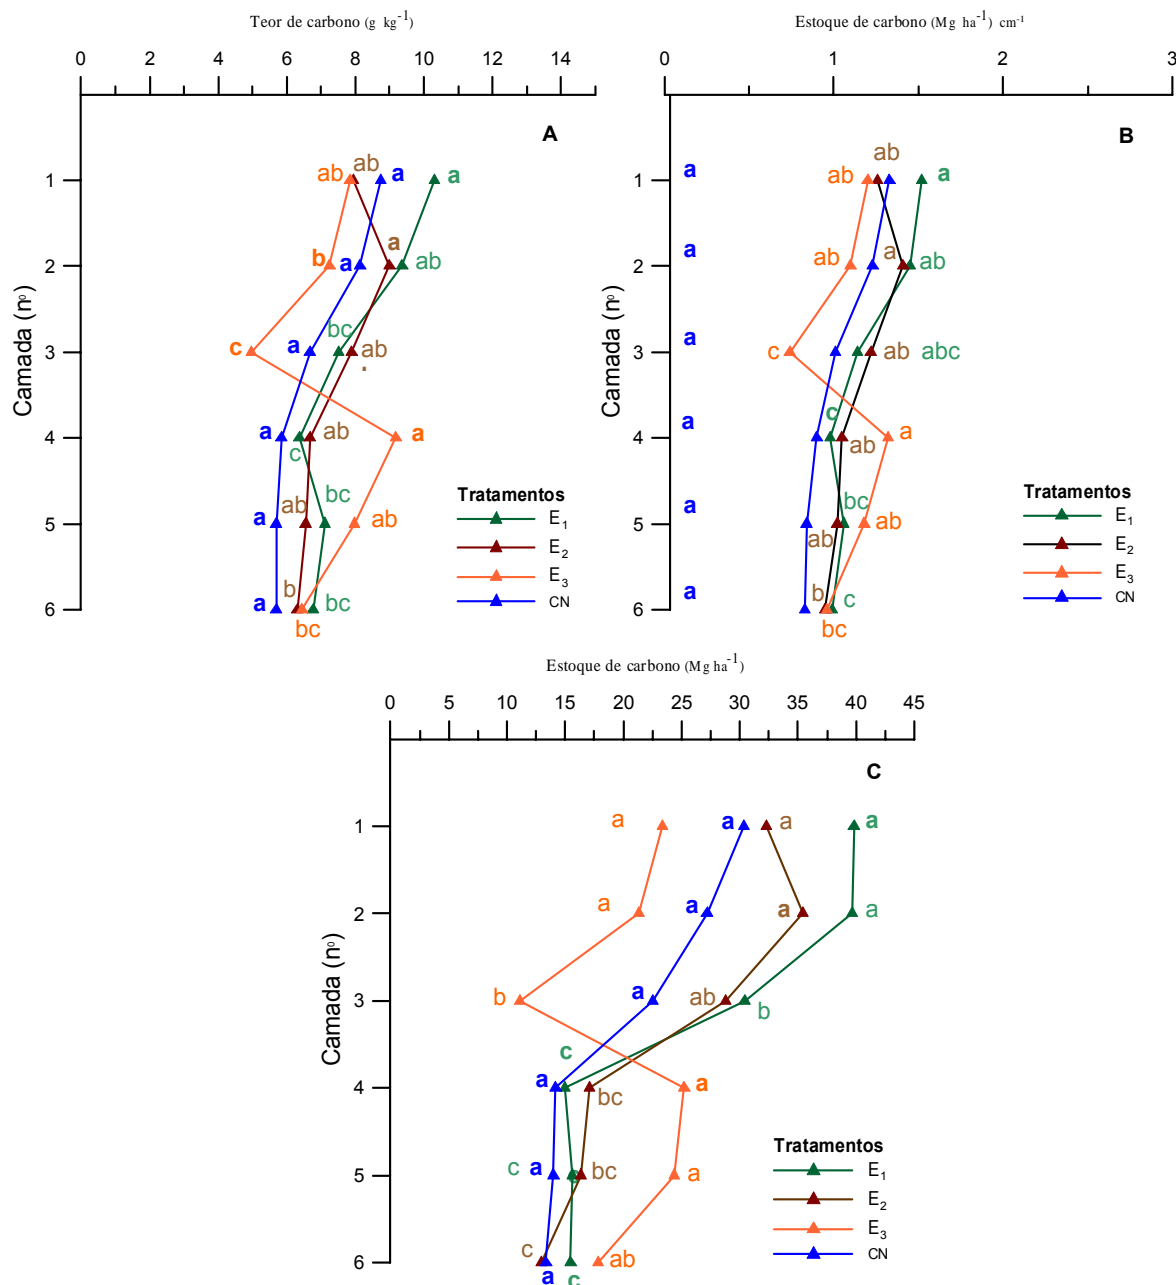 Teor de carbono (g kg-1)
0 2 4 6 8 10 12 14
A
Camada (nº)
1 ab ab a a
2 b a a ab
3 c a bc ab
4 a c ab a
5 a ab bc ab
6 a b bc bc
Tratamentos
E1
E2
E3
CN
Estoque de carbono (Mg ha-1) cm-1
0 1 2 3
B
Camada (nº)
1 a ab ab a
2 a ab a ab
3 a c ab abc
4 a c ab a
5 a ab bc ab
6 a b bc c
Tratamentos
E1
E2
E3
CN
Estoque de carbono (Mg ha-1)
0 5 10 15 20 25 30 35 40 45
C
Camada (nº)
1 a a a a
2 a a a a
3 b a ab b
4 a c bc a
5 c a bc a
6 c a c ab
Tratamentos
E1
E2
E3
CN